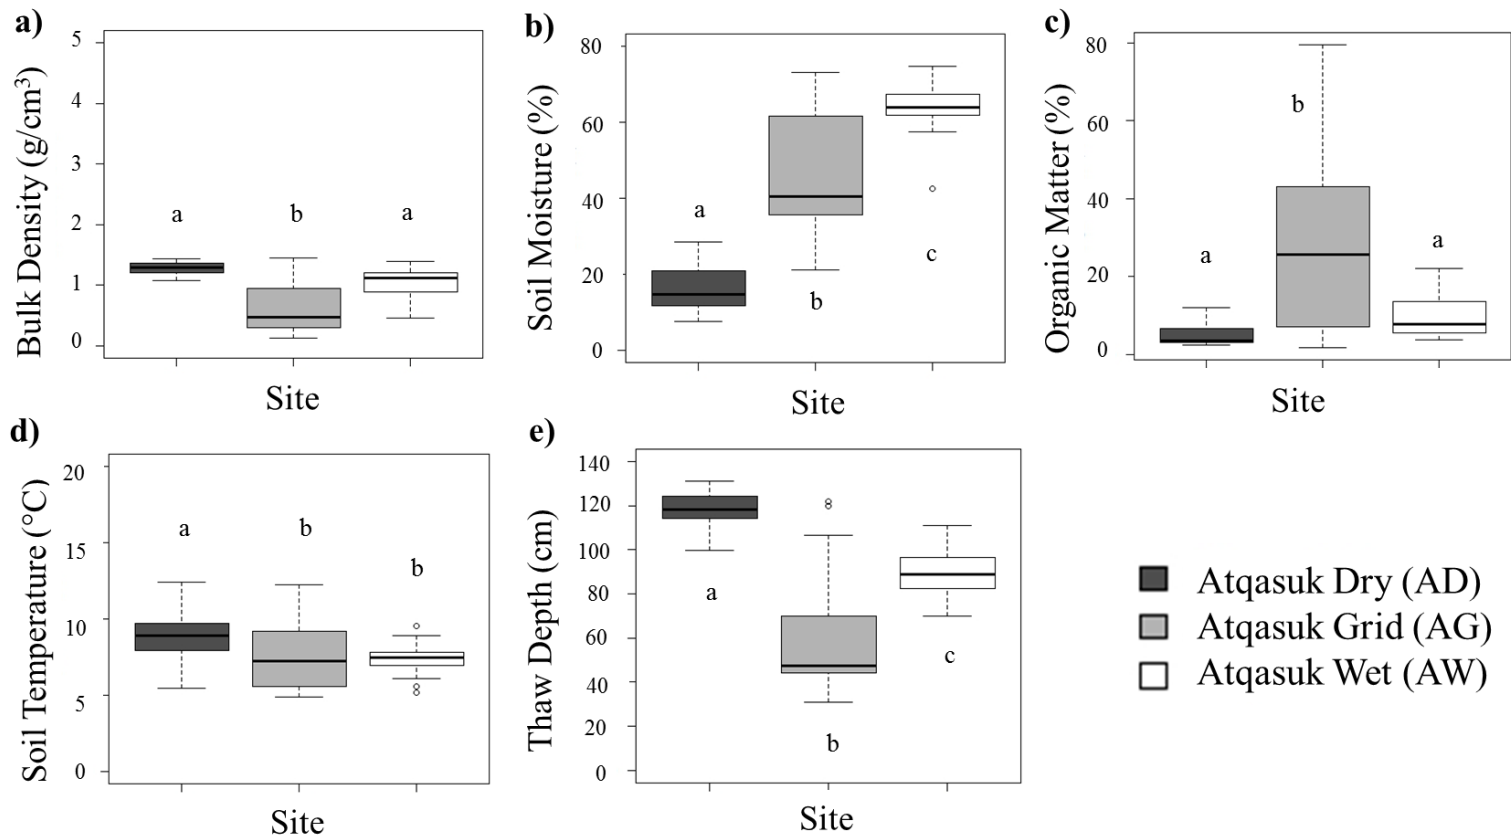 a)
Bulk Density (g/cm³)
5
4
3
2
1
0
a
b
a
Site
b)
Soil Moisture (%)
80
60
40
20
0
a
b
c
Site
c)
Organic Matter (%)
80
60
40
20
0
a
b
a
Site
d)
Soil Temperature (°C)
20
15
10
5
0
a
b
b
Site
e)
Thaw Depth (cm)
140
120
100
80
60
40
20
0
a
b
c
Site
Atqasuk Dry (AD)
Atqasuk Grid (AG)
Atqasuk Wet (AW)